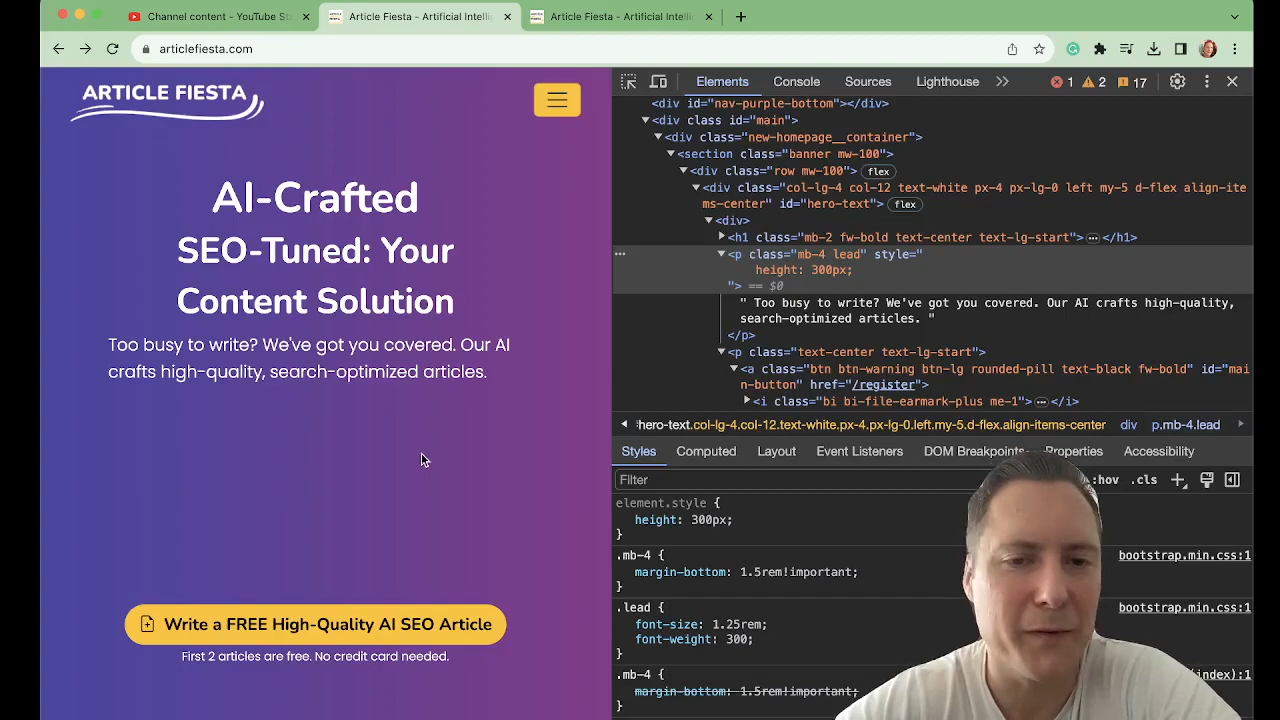 Channel content - YouTube St
Article Fiesta - Artificial Intellig
Article Fiesta - Artificial Intellig
articlefiesta.com
ARTICLE FIESTA
AI-Crafted
SEO-Tuned: Your
Content Solution
Too busy to write? We've got you covered. Our AI
crafts high-quality, search-optimized articles.
Write a FREE High-Quality AI SEO Article
First 2 articles are free. No credit card needed.
Elements Console Sources Lighthouse 1 2 17
<div id="nav-purple-bottom"></div>
<div class id="main">
<div class="new-homepage__container">
<section class="banner mw-100">
<div class="row mw-100"> flex
<div class="col-lg-4 col-12 text-white px-4 px-lg-0 left my-5 d-flex align-ite
ms-center" id="hero-text"> flex
<div>
<h1 class="mb-2 fw-bold text-center text-lg-start"> </h1>
<p class="mb-4 lead" style="
height: 300px;
"> == $0
" Too busy to write? We've got you covered. Our AI crafts high-quality,
search-optimized articles. "
</p>
<p class="text-center text-lg-start">
<a class="btn btn-warning btn-lg rounded-pill text-black fw-bold" id="mai
n-button" href="/register">
<i class="bi bi-file-earmark-plus me-1"> </i>
hero-text.col-lg-4.col-12.text-white.px-4.px-lg-0.left.my-5.d-flex.align-items-center div p.mb-4.lead
Styles Computed Layout Event Listeners DOM Breakpoints Properties Accessibility
Filter :hov .cls
element.style {
height: 300px;
}
.mb-4 { bootstrap.min.css:1
margin-bottom: 1.5rem!important;
}
.lead { bootstrap.min.css:1
font-size: 1.25rem;
font-weight: 300;
}
.mb-4 { (index):1
margin-bottom: 1.5rem!important;
}